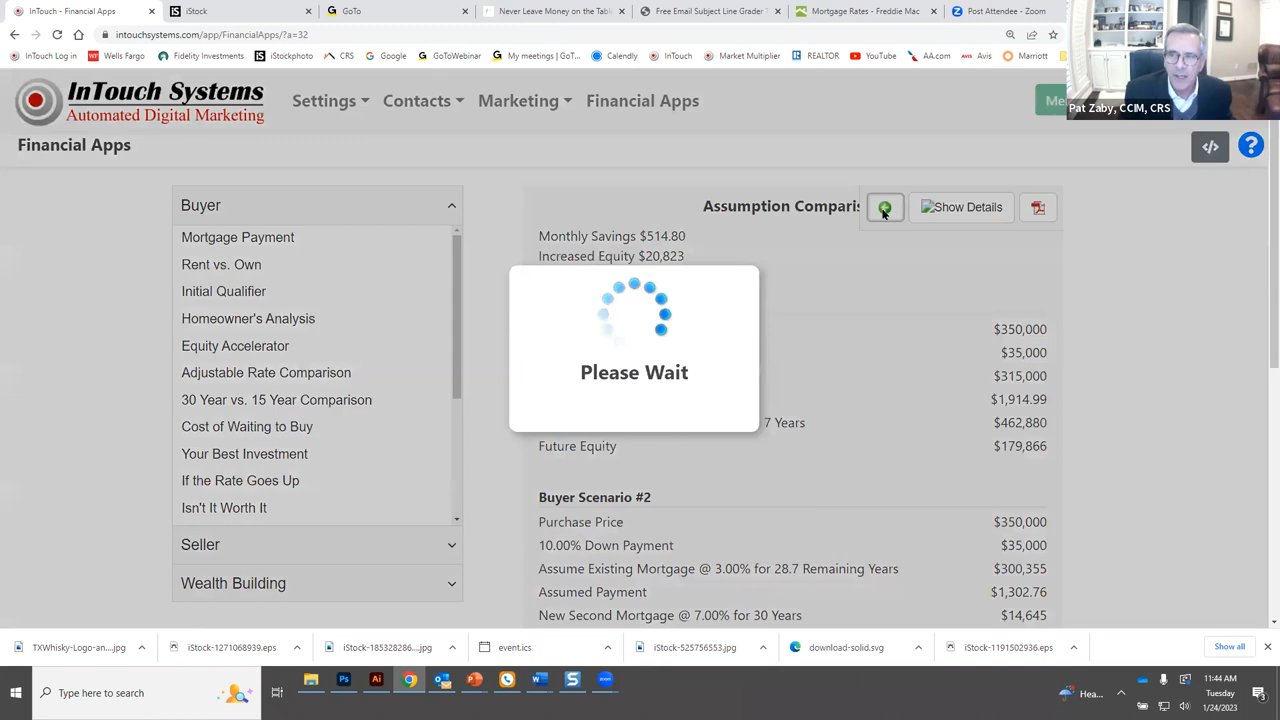 InTouch - Financial Apps
iStock
GoTo
Never Leave Money on the Tabl
Free Email Subject Line Grader T
Mortgage Rates - Freddie Mac
Post Attendee - Zoom
intouchsystems.com/app/FinancialApps/?a=32
InTouch Log in
Wells Fargo
Fidelity Investments
iStockphoto
CRS
Google
GoToWebinar
My meetings | GoT...
Calendly
InTouch
Market Multiplier
REALTOR
YouTube
AA.com
Avis
Marriott
Pat Zaby, CCIM, CRS
InTouch Systems
Automated Digital Marketing
Settings
Contacts
Marketing
Financial Apps
Me
Financial Apps
</>
?
Buyer
Mortgage Payment
Rent vs. Own
Initial Qualifier
Homeowner's Analysis
Equity Accelerator
Adjustable Rate Comparison
30 Year vs. 15 Year Comparison
Cost of Waiting to Buy
Your Best Investment
If the Rate Goes Up
Isn't It Worth It
Seller
Wealth Building
Assumption Comparis
Show Details
Monthly Savings $514.80
Increased Equity $20,823
Please Wait
$350,000
$35,000
$315,000
$1,914.99
7 Years $462,880
Future Equity $179,866
Buyer Scenario #2
Purchase Price $350,000
10.00% Down Payment $35,000
Assume Existing Mortgage @ 3.00% for 28.7 Remaining Years $300,355
Assumed Payment $1,302.76
New Second Mortgage @ 7.00% for 30 Years $14,645
TXWhisky-Logo-an....jpg
iStock-1271068939.eps
iStock-185328286....jpg
event.ics
iStock-525756553.jpg
download-solid.svg
iStock-1191502936.eps
Show all
Type here to search
Hea...
11:44 AM
Tuesday
1/24/2023